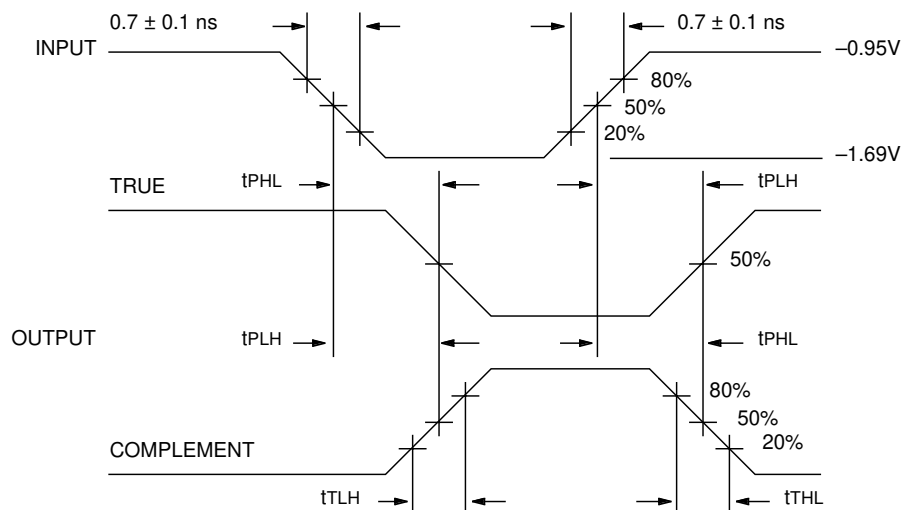 0.7 ± 0.1 ns 0.7 ± 0.1 ns
INPUT –0.95V
80%
50%
20%
–1.69V
tPHL tPLH
TRUE
50%
OUTPUT
tPLH tPHL
80%
50%
COMPLEMENT 20%
tTLH tTHL